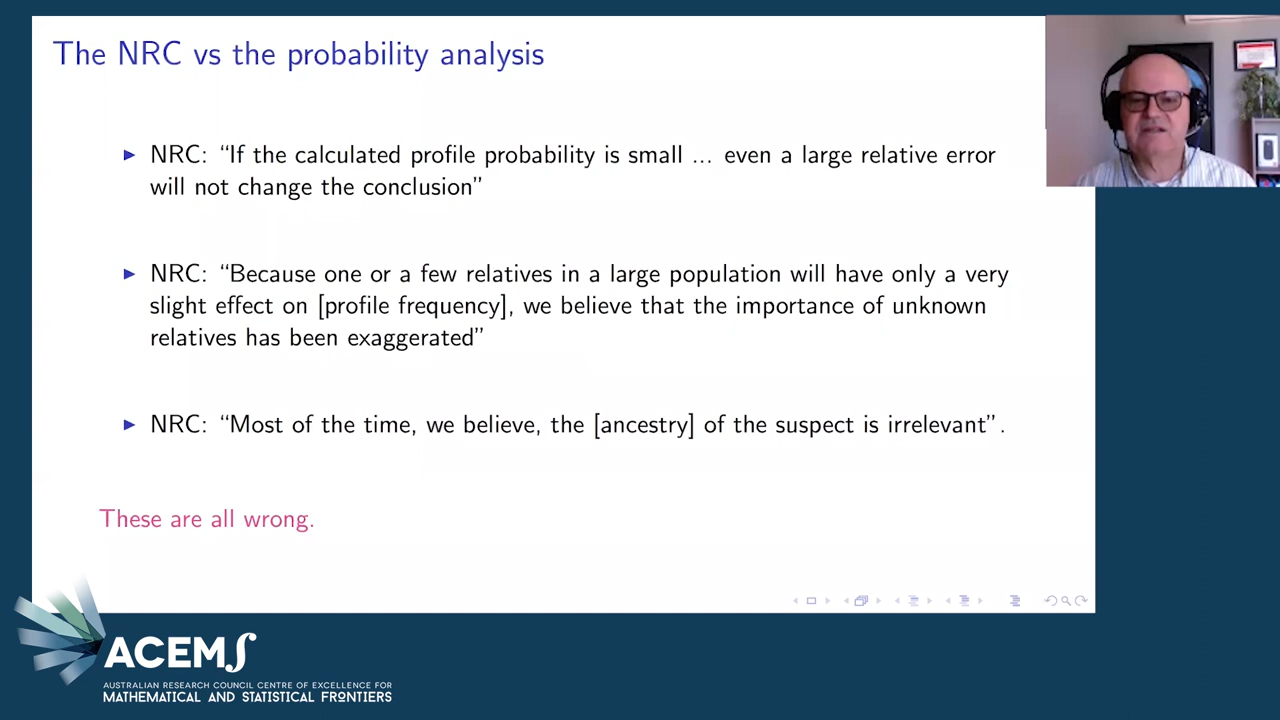 The NRC vs the probability analysis
NRC: “If the calculated profile probability is small ... even a large relative error
will not change the conclusion”
NRC: “Because one or a few relatives in a large population will have only a very
slight effect on [profile frequency], we believe that the importance of unknown
relatives has been exaggerated”
NRC: “Most of the time, we believe, the [ancestry] of the suspect is irrelevant”.
These are all wrong.
ACEMS
AUSTRALIAN RESEARCH COUNCIL CENTRE OF EXCELLENCE FOR
MATHEMATICAL AND STATISTICAL FRONTIERS